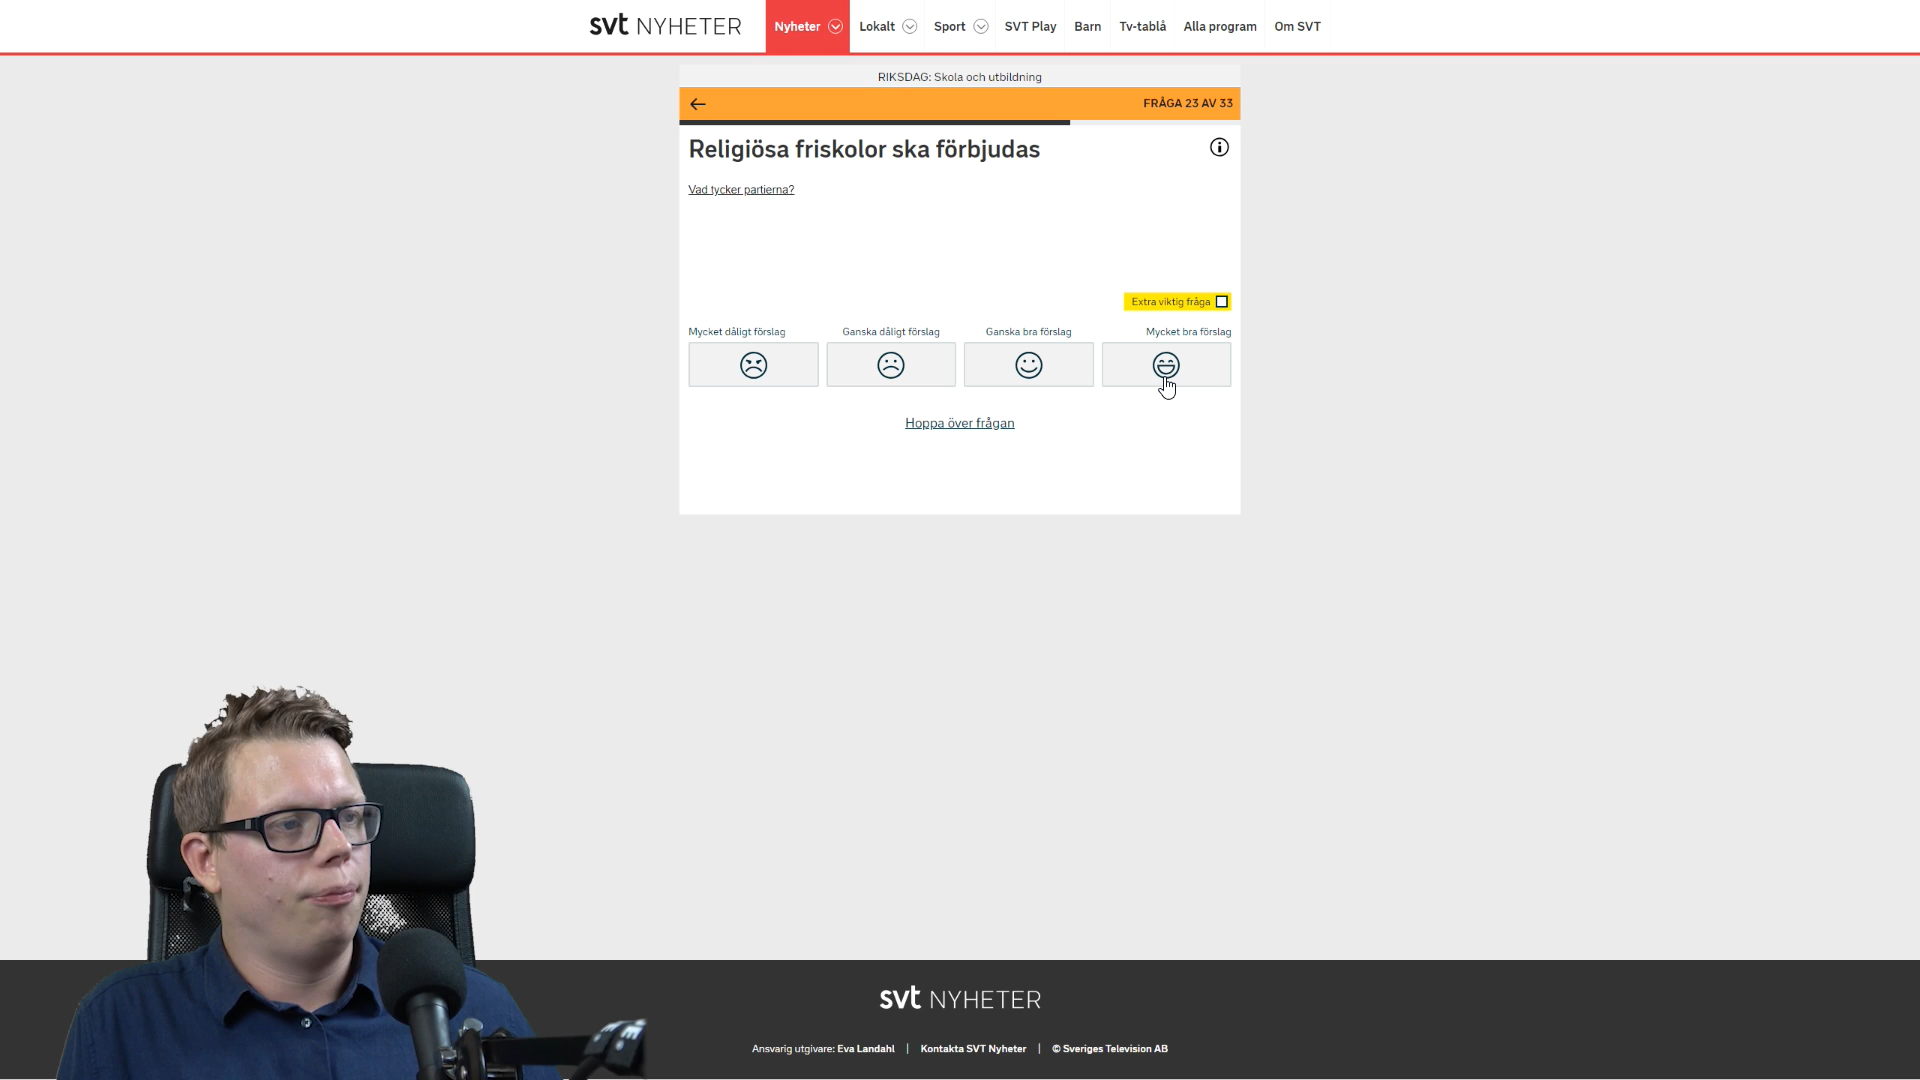 svt NYHETER
Nyheter Lokalt Sport SVT Play Barn Tv-tablå Alla program Om SVT
RIKSDAG: Skola och utbildning
FRÅGA 23 AV 33
Religiösa friskolor ska förbjudas
Vad tycker partierna?
Extra viktig fråga
Mycket dåligt förslag Ganska dåligt förslag Ganska bra förslag Mycket bra förslag
Hoppa över frågan
svt NYHETER
Ansvarig utgivare: Eva Landahl | Kontakta SVT Nyheter | © Sveriges Television AB